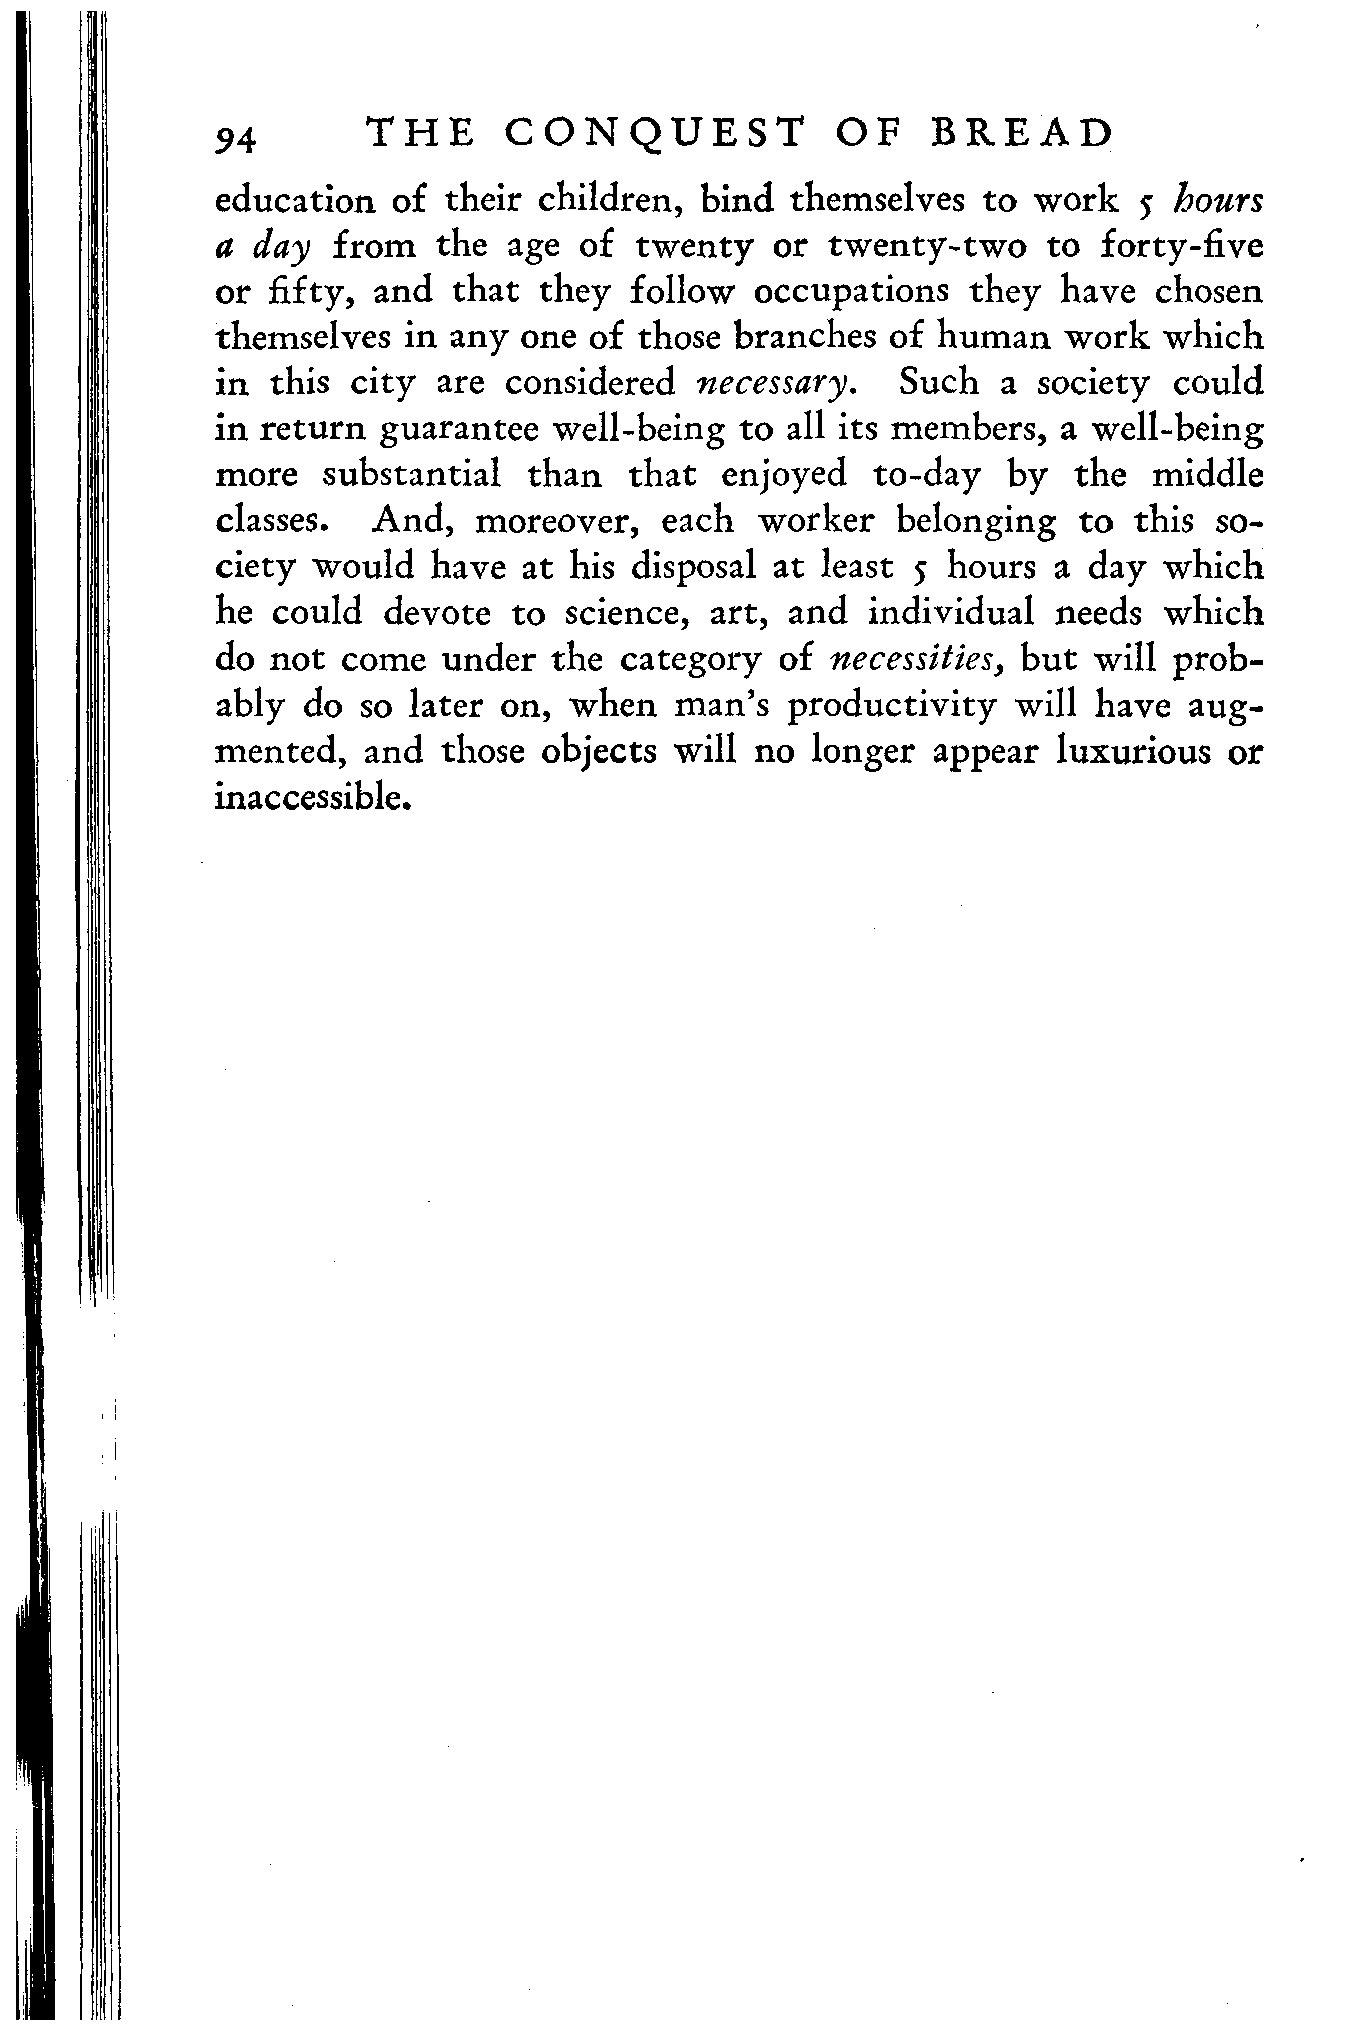 94 THE CONQUEST OF BREAD
education of their children, bind themselves to work 5 hours
a day from the age of twenty or twenty-two to forty-five
or fifty, and that they follow occupations they have chosen
themselves in any one of those branches of human work which
in this city are considered necessary. Such a society could
in return guarantee well-being to all its members, a well-being
more substantial than that enjoyed to-day by the middle
classes. And, moreover, each worker belonging to this so-
ciety would have at his disposal at least 5 hours a day which
he could devote to science, art, and individual needs which
do not come under the category of necessities, but will prob-
ably do so later on, when man's productivity will have aug-
mented, and those objects will no longer appear luxurious or
inaccessible.